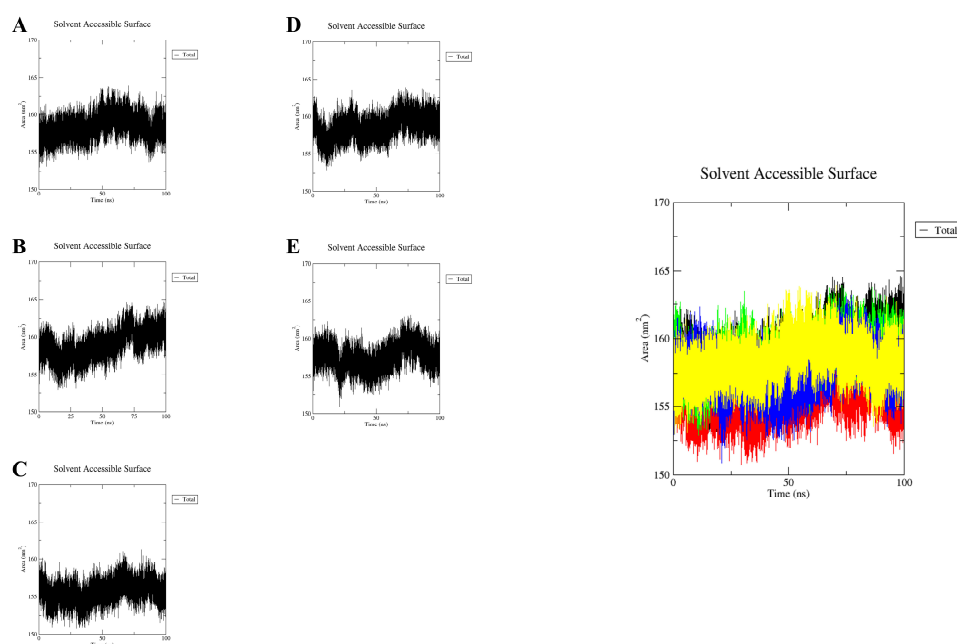 A
Solvent Accessible Surface
170
165
160
155
150
Area (nm²)
0
50
100
Time (ns)
— Total
D
Solvent Accessible Surface
170
165
160
155
150
Area (nm²)
0
50
100
Time (ns)
— Total
B
Solvent Accessible Surface
170
165
160
155
150
Area (nm²)
0
25
50
75
100
Time (ns)
— Total
E
Solvent Accessible Surface
170
165
160
155
150
Area (nm²)
0
50
100
Time (ns)
— Total
C
Solvent Accessible Surface
170
165
160
155
150
Area (nm²)
0
50
100
— Total
Solvent Accessible Surface
170
165
160
155
150
Area (nm²)
0
50
100
Time (ns)
— Total